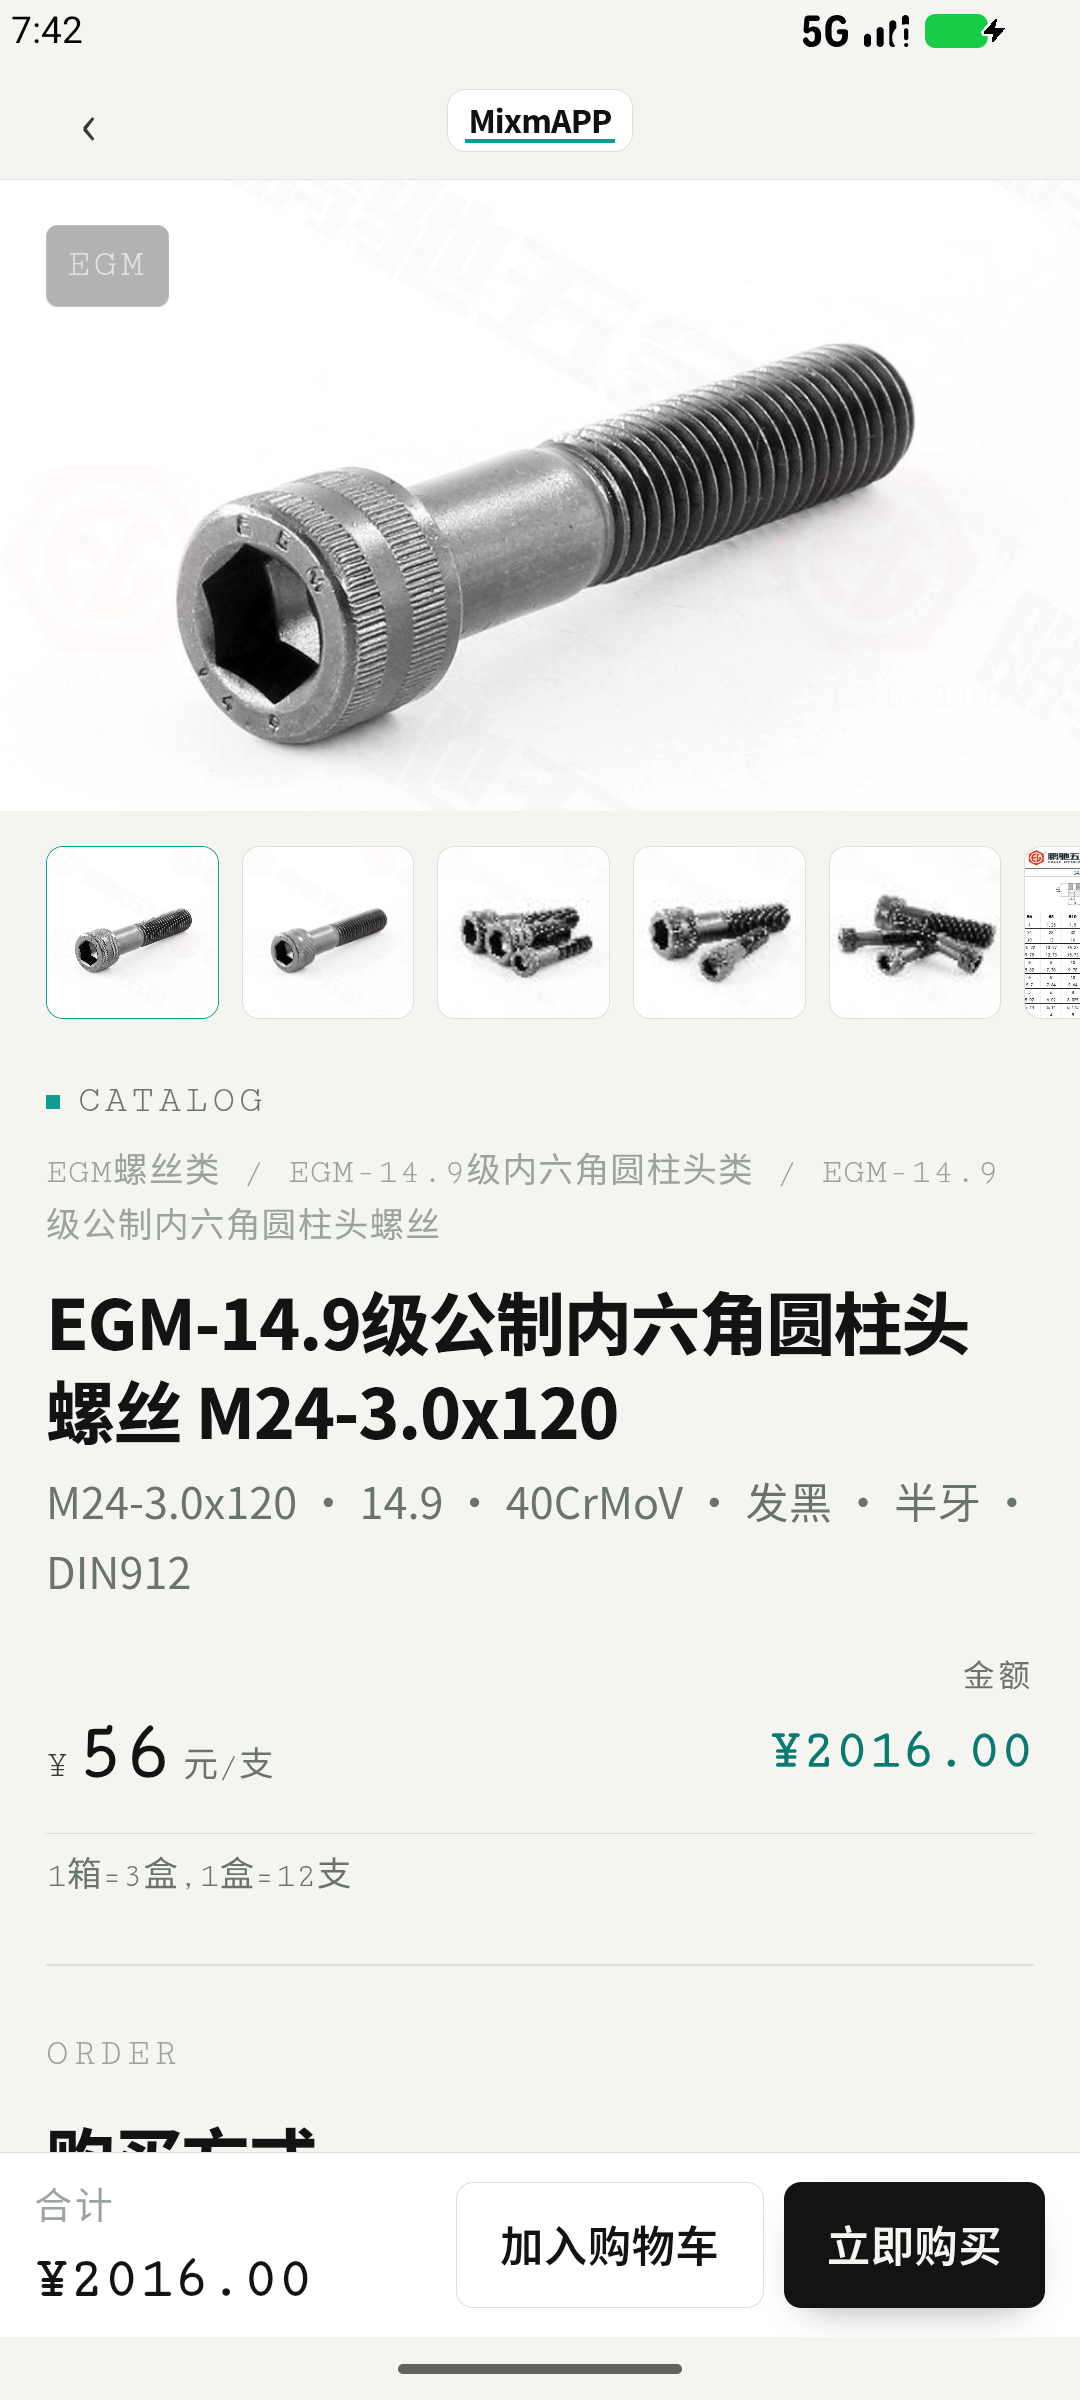 7:42
5G
MixmAPP
EGM
CATALOG
EGM螺丝类 / EGM-14.9级内六角圆柱头类 / EGM-14.9
级公制内六角圆柱头螺丝
EGM-14.9级公制内六角圆柱头
螺丝 M24-3.0x120
M24-3.0x120 • 14.9 • 40CrMoV • 发黑 • 半牙 •
DIN912
金额
¥ 56 元/支
¥2016.00
1箱=3盒,1盒=12支
ORDER
购买方式
合计
¥2016.00
加入购物车
立即购买